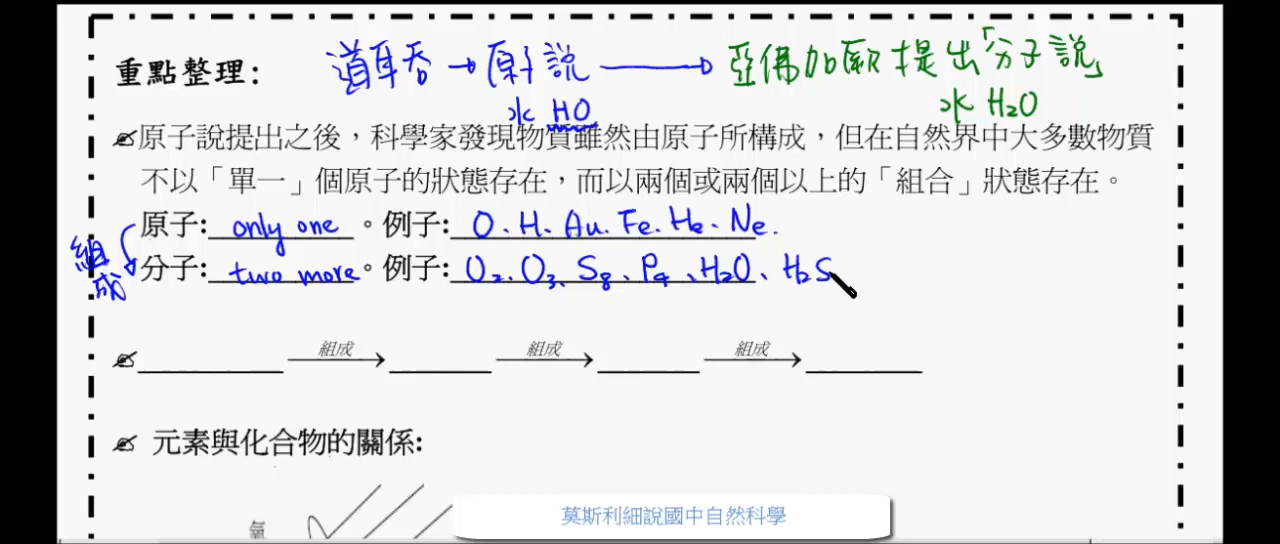 重點整理: 道耳吞→原子說→亞佛加厥提出「分子說」
水 HO 水 H2O
原子說提出之後，科學家發現物質雖然由原子所構成，但在自然界中大多數物質
不以「單一」個原子的狀態存在，而以兩個或兩個以上的「組合」狀態存在。
原子: only one。例子: O、H、Au、Fe、He、Ne.
組成
分子: two more。例子: O2、O3、S8、P4、H2O、H2S
組成 組成 組成
元素與化合物的關係:
氧
莫斯利細說國中自然科學